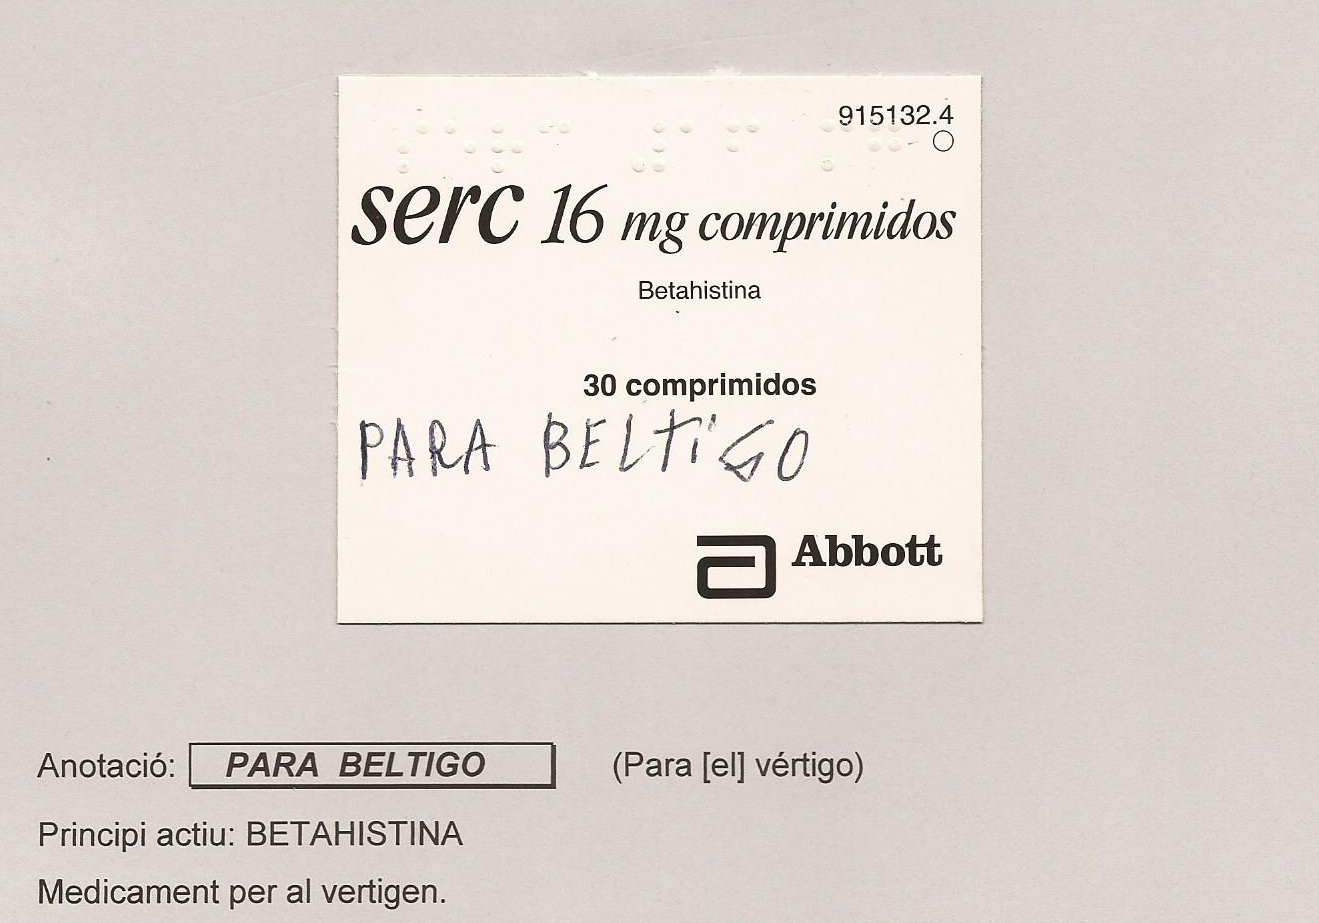 915132.4
serc 16 mg comprimidos
Betahistina
30 comprimidos
PARA BELTIGO
Abbott
Anotació: PARA BELTIGO (Para [el] vértigo)
Principi actiu: BETAHISTINA
Medicament per al vertigen.